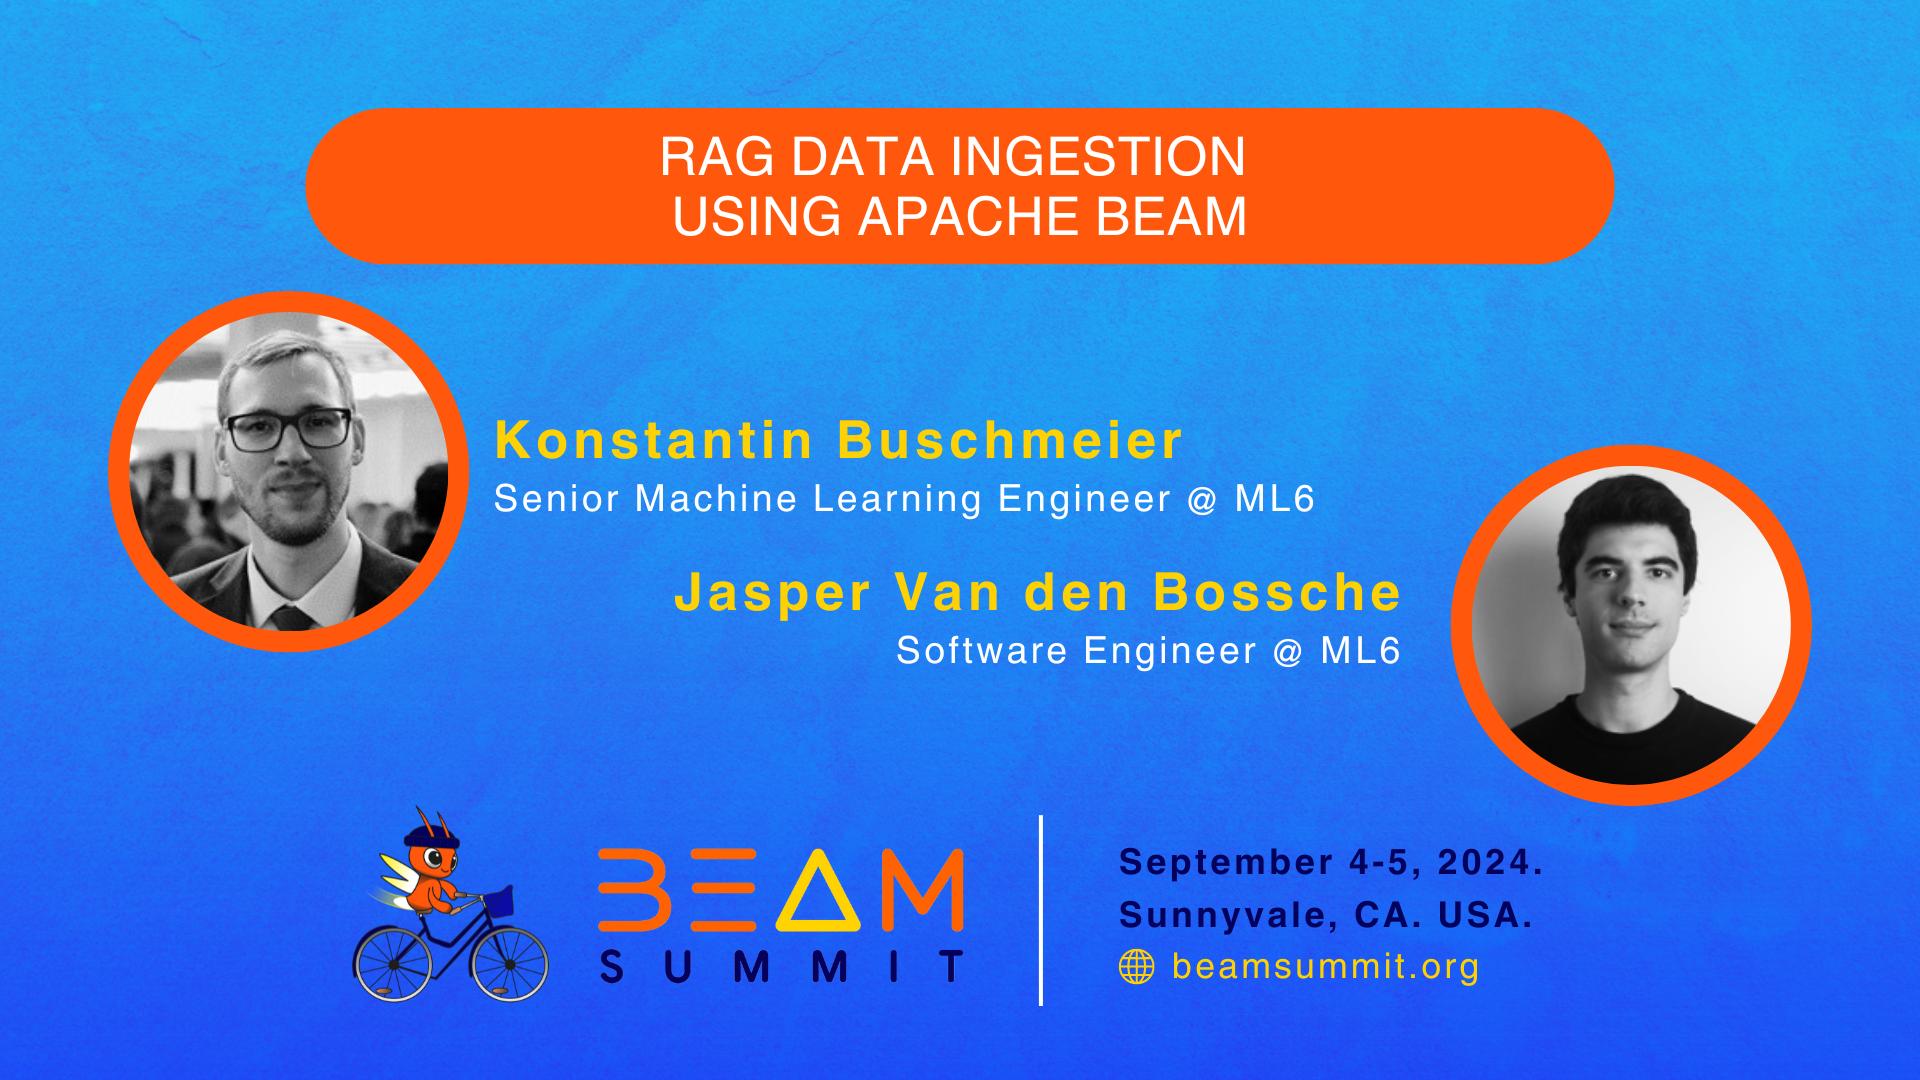 RAG DATA INGESTION
USING APACHE BEAM
Konstantin Buschmeier
Senior Machine Learning Engineer @ ML6
Jasper Van den Bossche
Software Engineer @ ML6
BEAM
SUMMIT
September 4-5, 2024.
Sunnyvale, CA. USA.
beamsummit.org